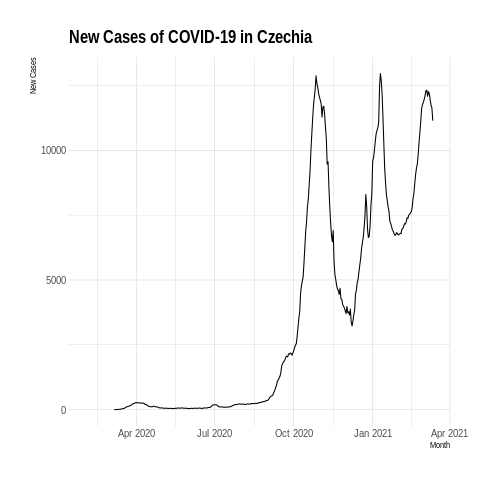 New Cases of COVID-19 in Czechia
New Cases
10000
5000
0
Apr 2020 Jul 2020 Oct 2020 Jan 2021 Apr 2021
Month